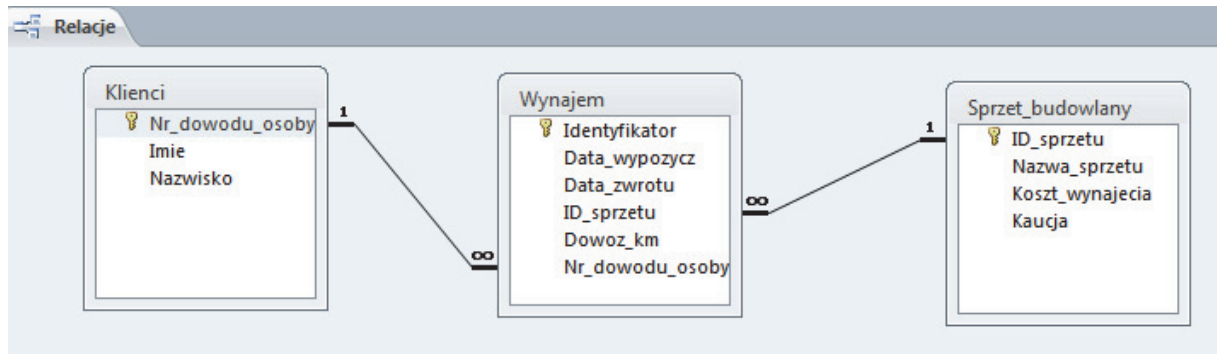 Relacje
Klienci
Nr_dowodu_osoby
Imie
Nazwisko
1
∞
Wynajem
Identyfikator
Data_wypozycz
Data_zwrotu
ID_sprzetu
Dowoz_km
Nr_dowodu_osoby
∞
1
Sprzet_budowlany
ID_sprzetu
Nazwa_sprzetu
Koszt_wynajecia
Kaucja